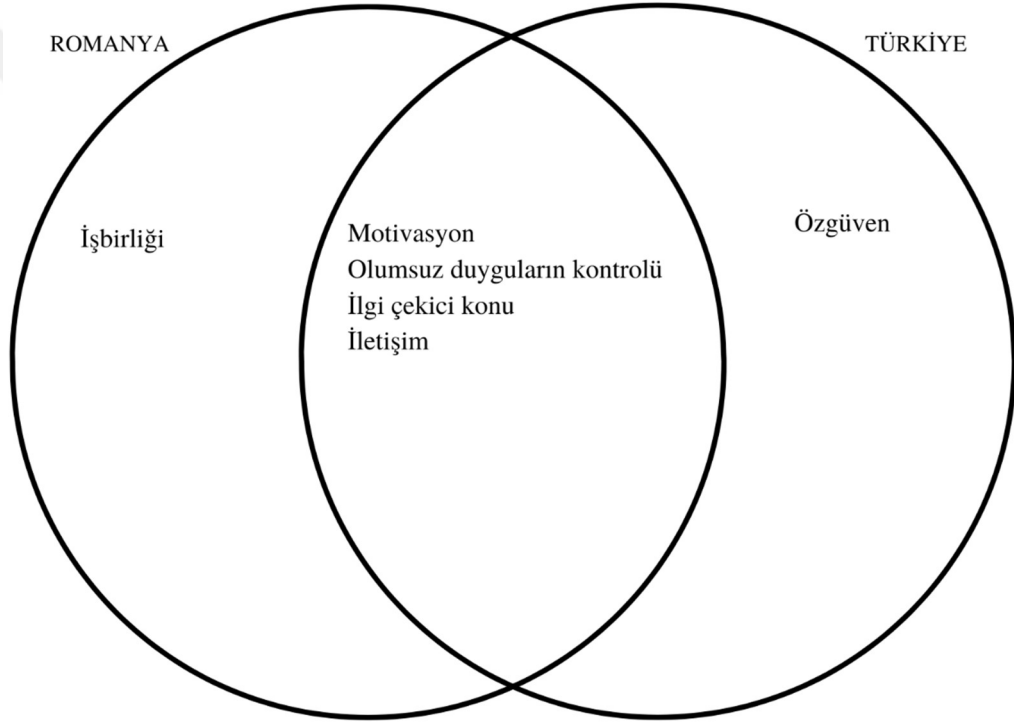 ROMANYA
TÜRKİYE
İşbirliği
Motivasyon
Olumsuz duyguların kontrolü
İlgi çekici konu
İletişim
Özgüven